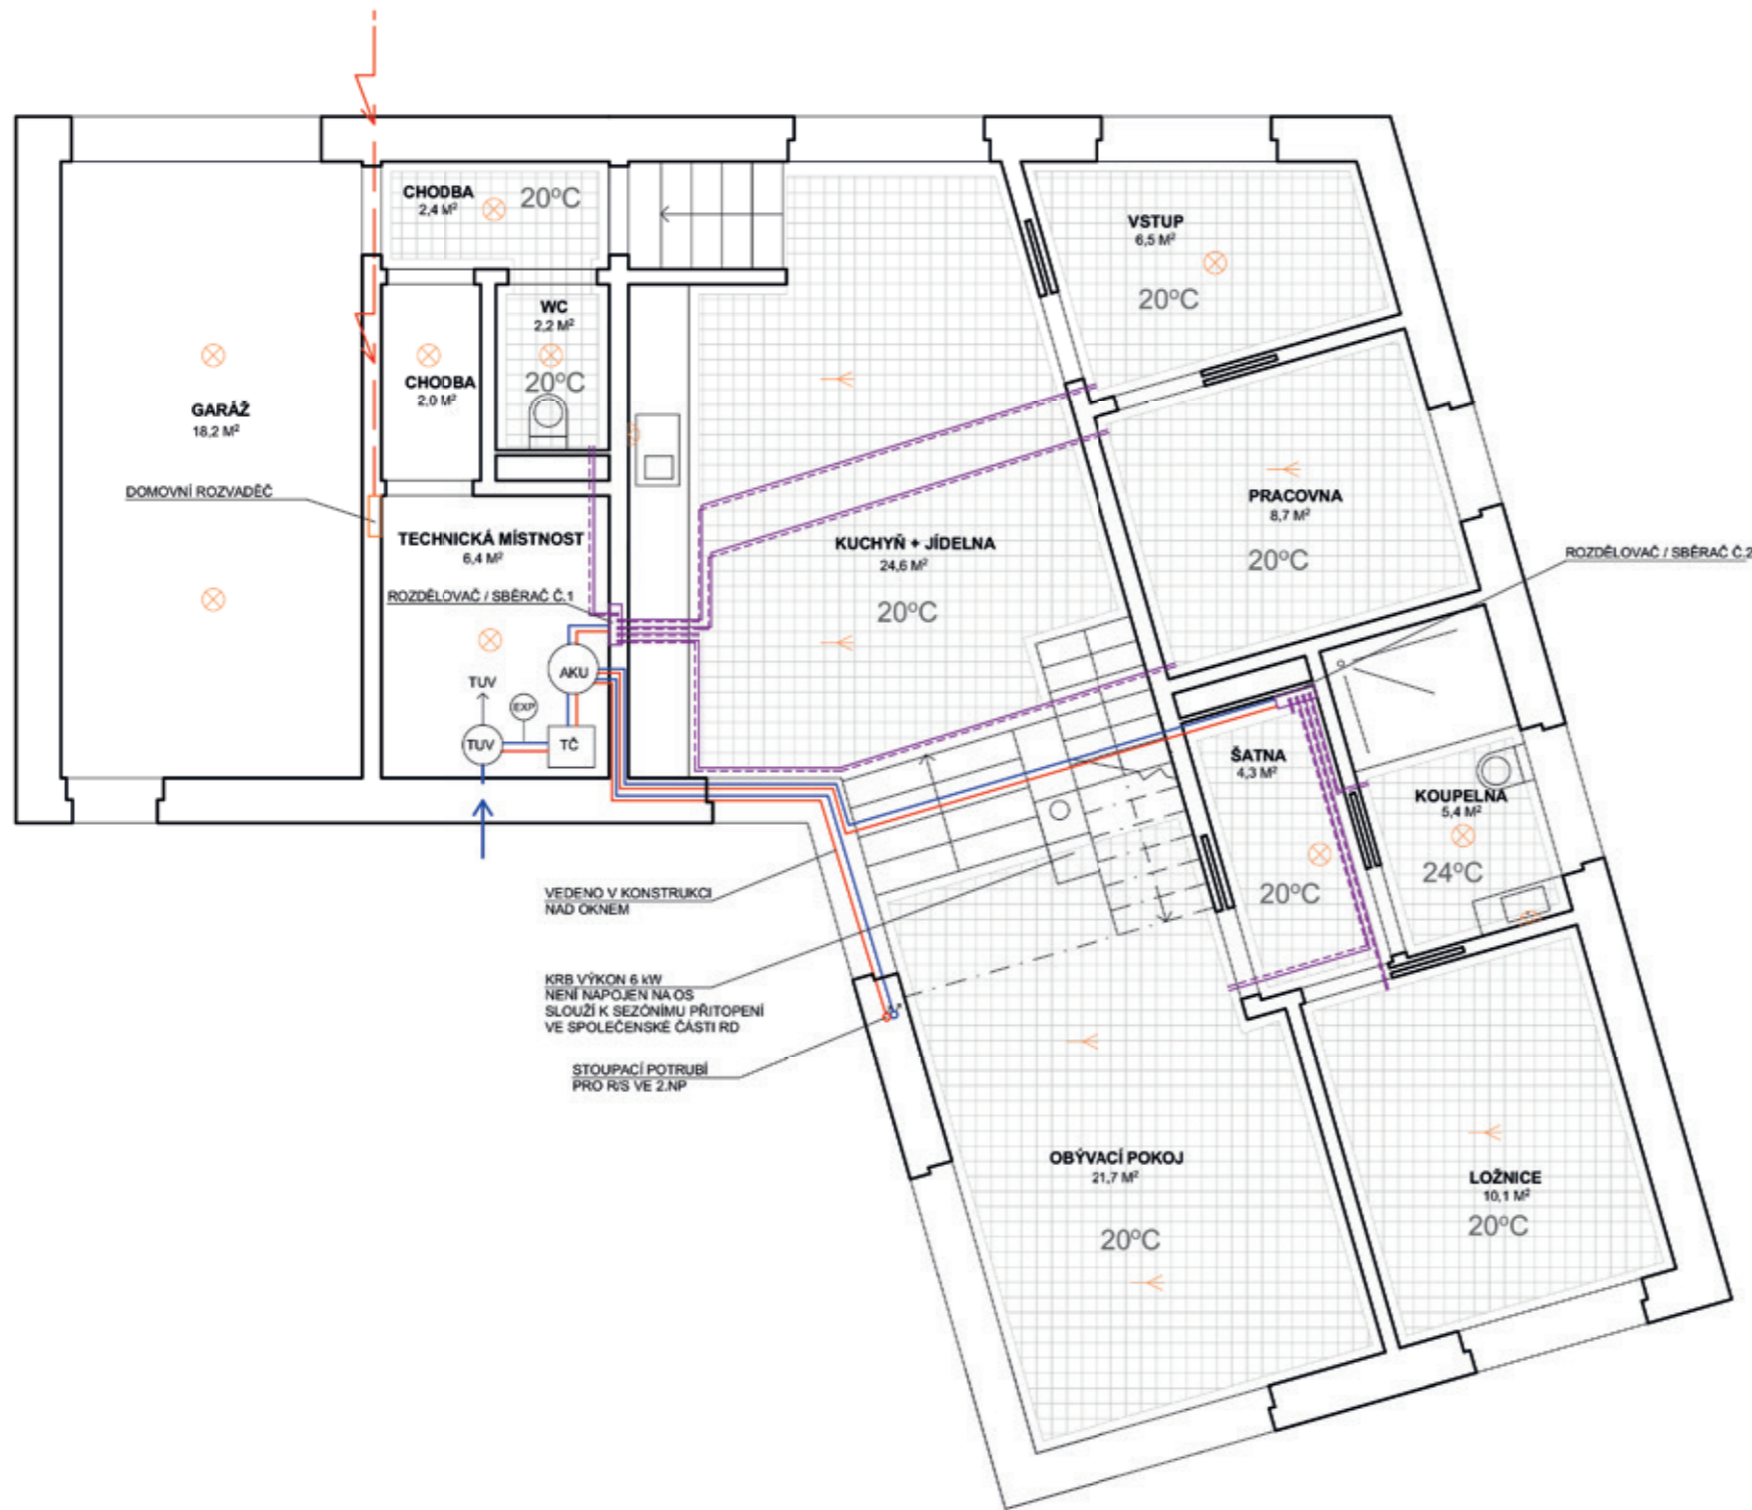 CHODBA
2,4 M²
20°C
VSTUP
6,5 M²
20°C
WC
2,2 M²
20°C
CHODBA
2,0 M²
GARÁŽ
18,2 M²
DOMOVNÍ ROZVADĚČ
TECHNICKÁ MÍSTNOST
6,4 M²
ROZDĚLOVAČ / SBĚRAČ Č.1
KUCHYŇ + JÍDELNA
24,6 M²
20°C
PRACOVNA
8,7 M²
20°C
ROZDĚLOVAČ / SBĚRAČ Č.2
AKU
TUV
EXP
TUV
TČ
ŠATNA
4,3 M²
20°C
KOUPELNA
5,4 M²
24°C
VEDENO V KONSTRUKCI
NAD OKNEM
KRB VÝKON 6 kW
NENÍ NAPOJEN NA OS
SLOUŽÍ K SEZÓNÍMU PŘITOPENÍ
VE SPOLEČENSKÉ ČÁSTI RD
STOUPACÍ POTRUBÍ
PRO R/S VE 2.NP
OBÝVACÍ POKOJ
21,7 M²
20°C
LOŽNICE
10,1 M²
20°C